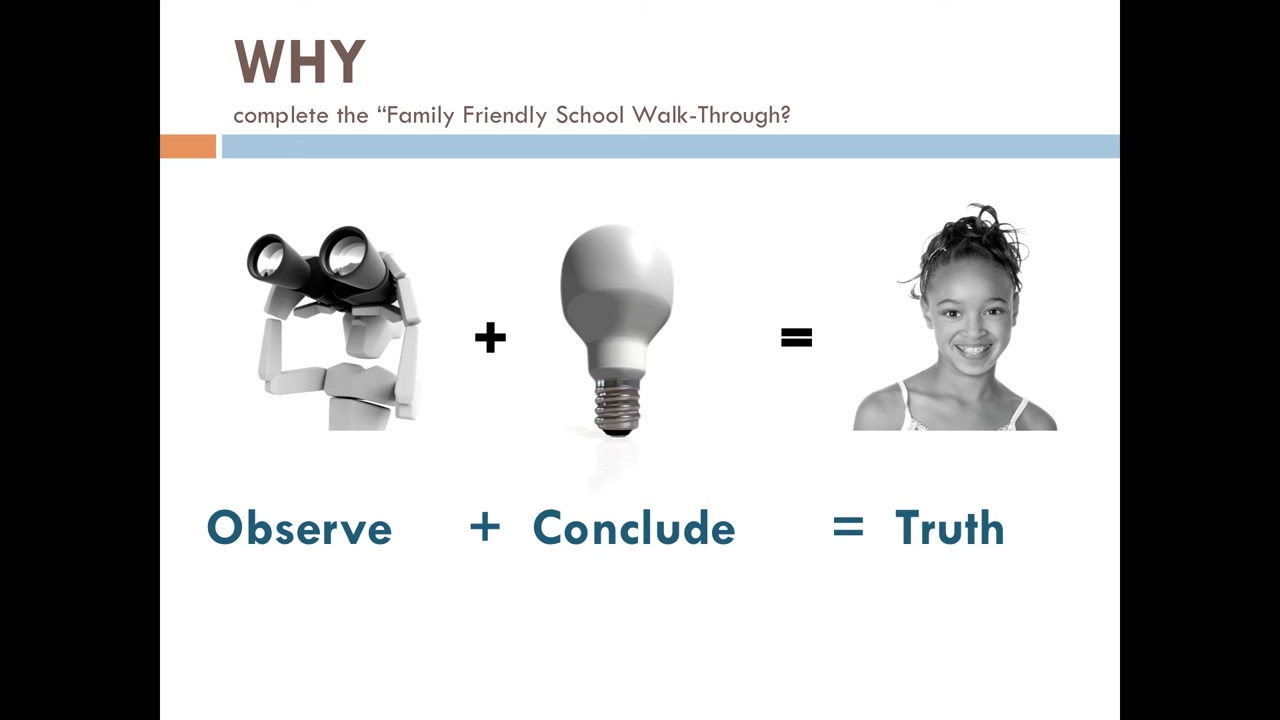 WHY
complete the “Family Friendly School Walk-Through?
+ =
Observe + Conclude = Truth